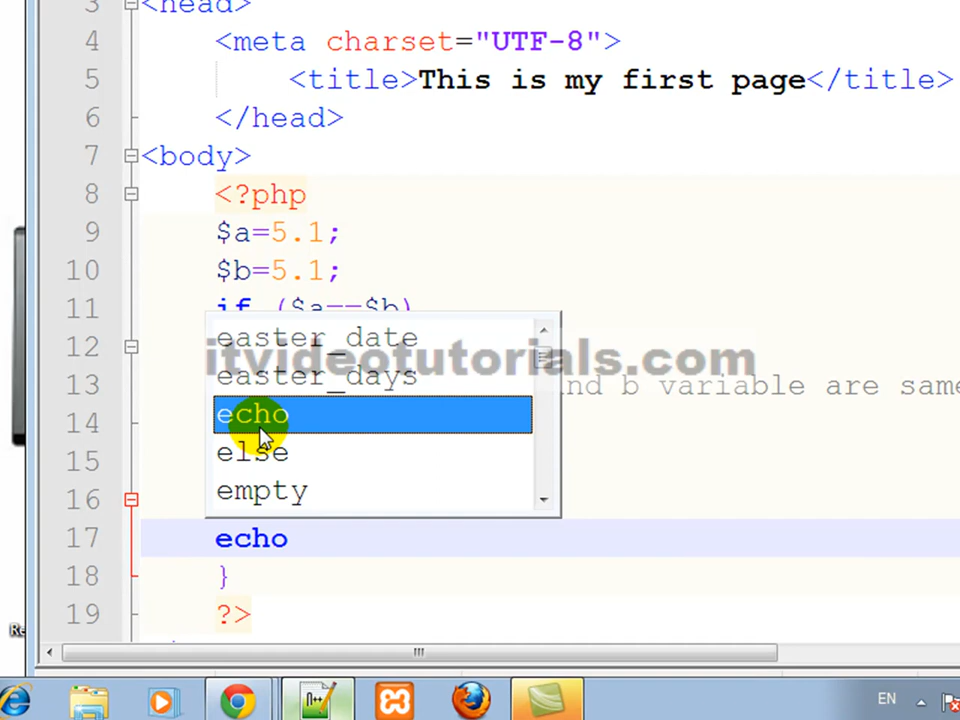 3 <head>
4 <meta charset="UTF-8">
5 <title>This is my first page</title>
6 </head>
7 <body>
8 <?php
9 $a=5.1;
10 $b=5.1;
11 if ($a==$b)
easter_date
12
itvideotutorials.com
easter_days
13 nd b variable are same
echo
14
else
15
empty
16
17 echo
18 }
19 ?>
Re
EN